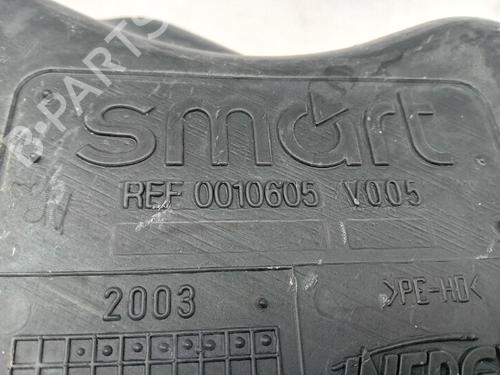 B-PARTS
smart
REF 0010605 V005
2003
>PE-HD<